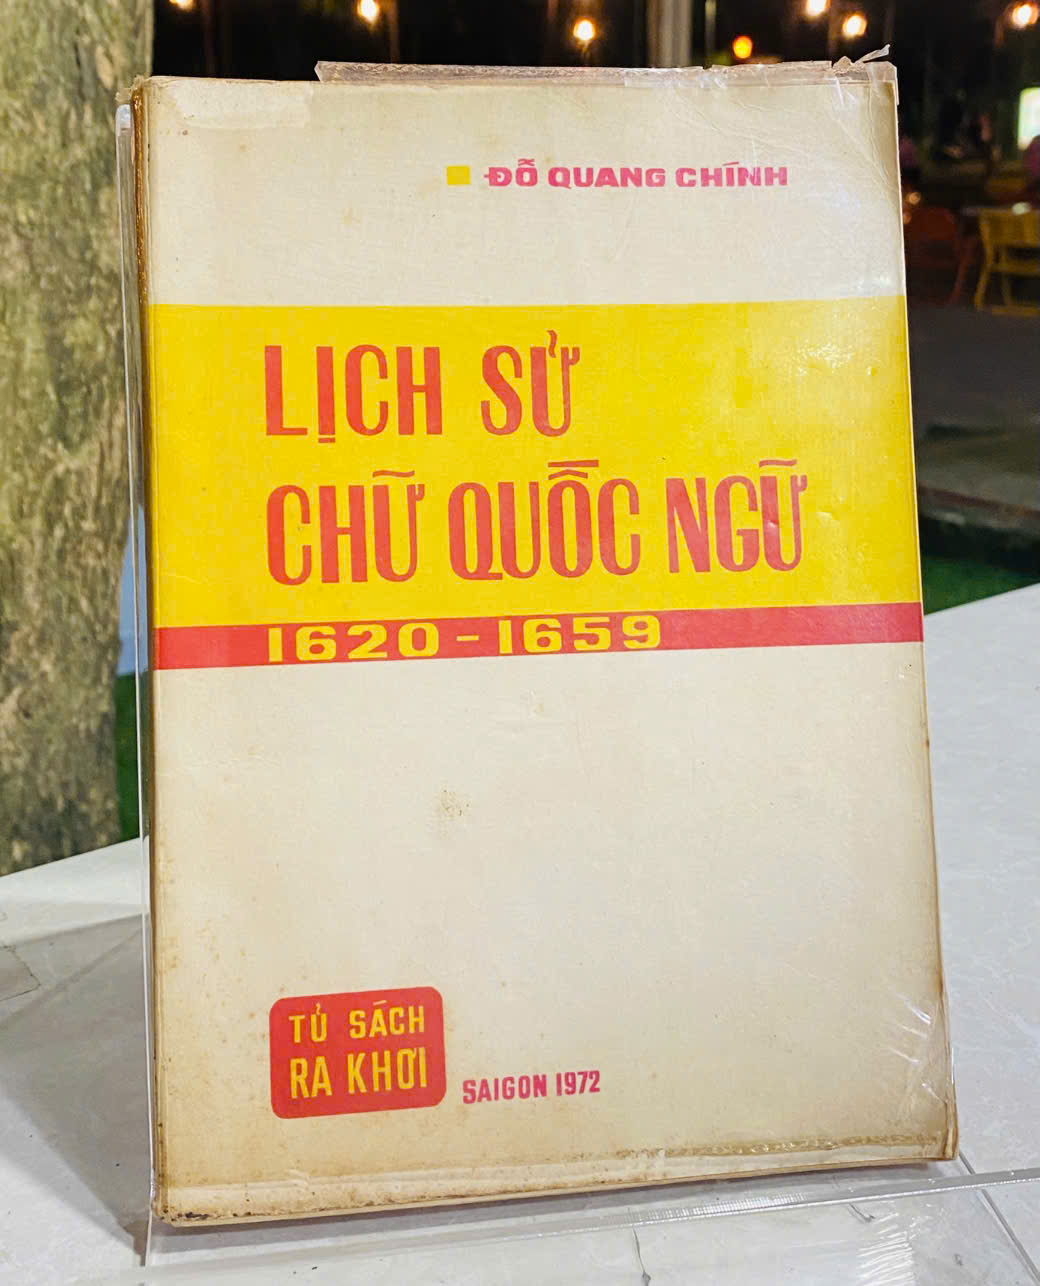 ĐỖ QUANG CHÍNH
LỊCH SỬ
CHỮ QUỐC NGỮ
1620 - 1659
TỦ SÁCH
RA KHƠI
SAIGON 1972